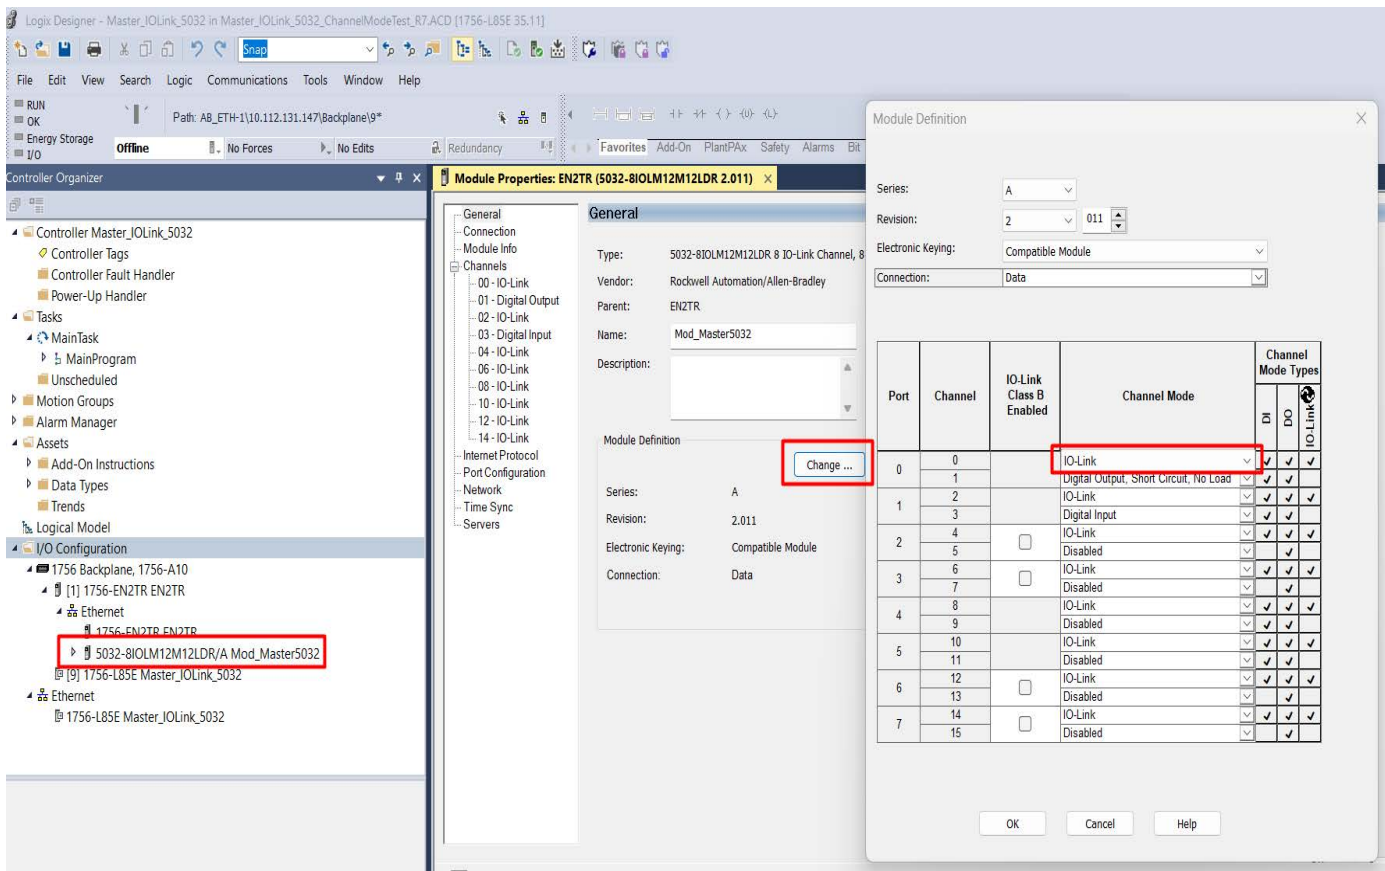 Logix Designer - Master_IOLink_5032 in Master_IOLink_5032_ChannelModeTest_R7.ACD [1756-L85E 35.11]
Snap
File Edit View Search Logic Communications Tools Window Help
RUN
OK
Energy Storage
I/O
Path: AB_ETH-1\10.112.131.147\Backplane\9*
Offline No Forces No Edits Redundancy
Favorites Add-On PlantPAx Safety Alarms Bit
Controller Organizer
Controller Master_IOLink_5032
Controller Tags
Controller Fault Handler
Power-Up Handler
Tasks
MainTask
MainProgram
Unscheduled
Motion Groups
Alarm Manager
Assets
Add-On Instructions
Data Types
Trends
Logical Model
I/O Configuration
1756 Backplane, 1756-A10
[1] 1756-EN2TR EN2TR
Ethernet
1756-EN2TR EN2TR
5032-8IOLM12M12LDR/A Mod_Master5032
[9] 1756-L85E Master_IOLink_5032
Ethernet
1756-L85E Master_IOLink_5032
Module Properties: EN2TR (5032-8IOLM12M12LDR 2.011) ×
General
Connection
Module Info
Channels
00 - IO-Link
01 - Digital Output
02 - IO-Link
03 - Digital Input
04 - IO-Link
06 - IO-Link
08 - IO-Link
10 - IO-Link
12 - IO-Link
14 - IO-Link
Internet Protocol
Port Configuration
Network
Time Sync
Servers
General
Type: 5032-8IOLM12M12LDR 8 IO-Link Channel, 8
Vendor: Rockwell Automation/Allen-Bradley
Parent: EN2TR
Name: Mod_Master5032
Description:
Module Definition
Change ...
Series: A
Revision: 2.011
Electronic Keying: Compatible Module
Connection: Data
Module Definition
Series: A
Revision: 2 011
Electronic Keying: Compatible Module
Connection: Data
Port Channel IO-Link Class B Enabled Channel Mode Channel Mode Types
DI DO IO-Link
0 0 IO-Link ✓ ✓ ✓
1 Digital Output, Short Circuit, No Load ✓ ✓
1 2 IO-Link ✓ ✓ ✓
3 Digital Input ✓ ✓
2 4 IO-Link ✓ ✓ ✓
5 Disabled ✓
3 6 IO-Link ✓ ✓ ✓
7 Disabled ✓
4 8 IO-Link ✓ ✓ ✓
9 Disabled ✓ ✓
5 10 IO-Link ✓ ✓ ✓
11 Disabled ✓ ✓
6 12 IO-Link ✓ ✓ ✓
13 Disabled ✓
7 14 IO-Link ✓ ✓ ✓
15 Disabled ✓
OK Cancel Help